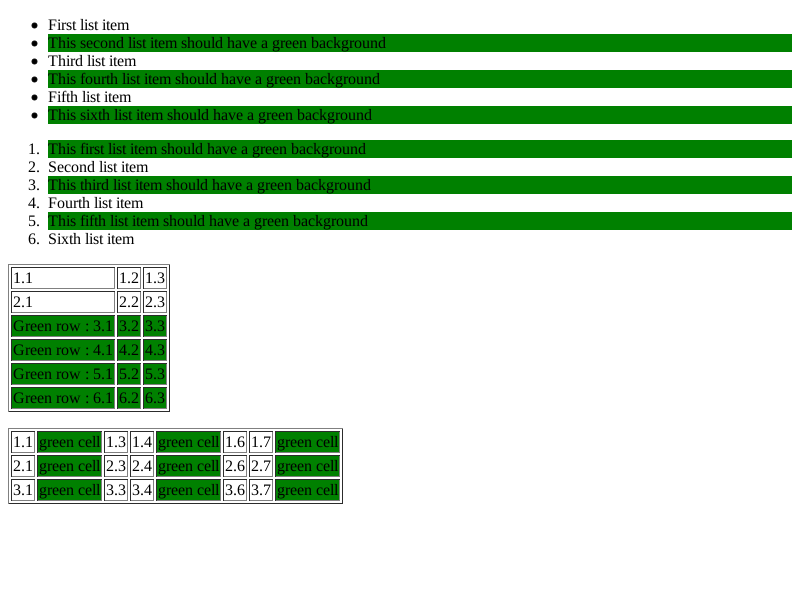 First list item
This second list item should have a green background
Third list item
This fourth list item should have a green background
Fifth list item
This sixth list item should have a green background
1. This first list item should have a green background
2. Second list item
3. This third list item should have a green background
4. Fourth list item
5. This fifth list item should have a green background
6. Sixth list item
1.1 1.2 1.3
2.1 2.2 2.3
Green row : 3.1 3.2 3.3
Green row : 4.1 4.2 4.3
Green row : 5.1 5.2 5.3
Green row : 6.1 6.2 6.3
1.1 green cell 1.3 1.4 green cell 1.6 1.7 green cell
2.1 green cell 2.3 2.4 green cell 2.6 2.7 green cell
3.1 green cell 3.3 3.4 green cell 3.6 3.7 green cell